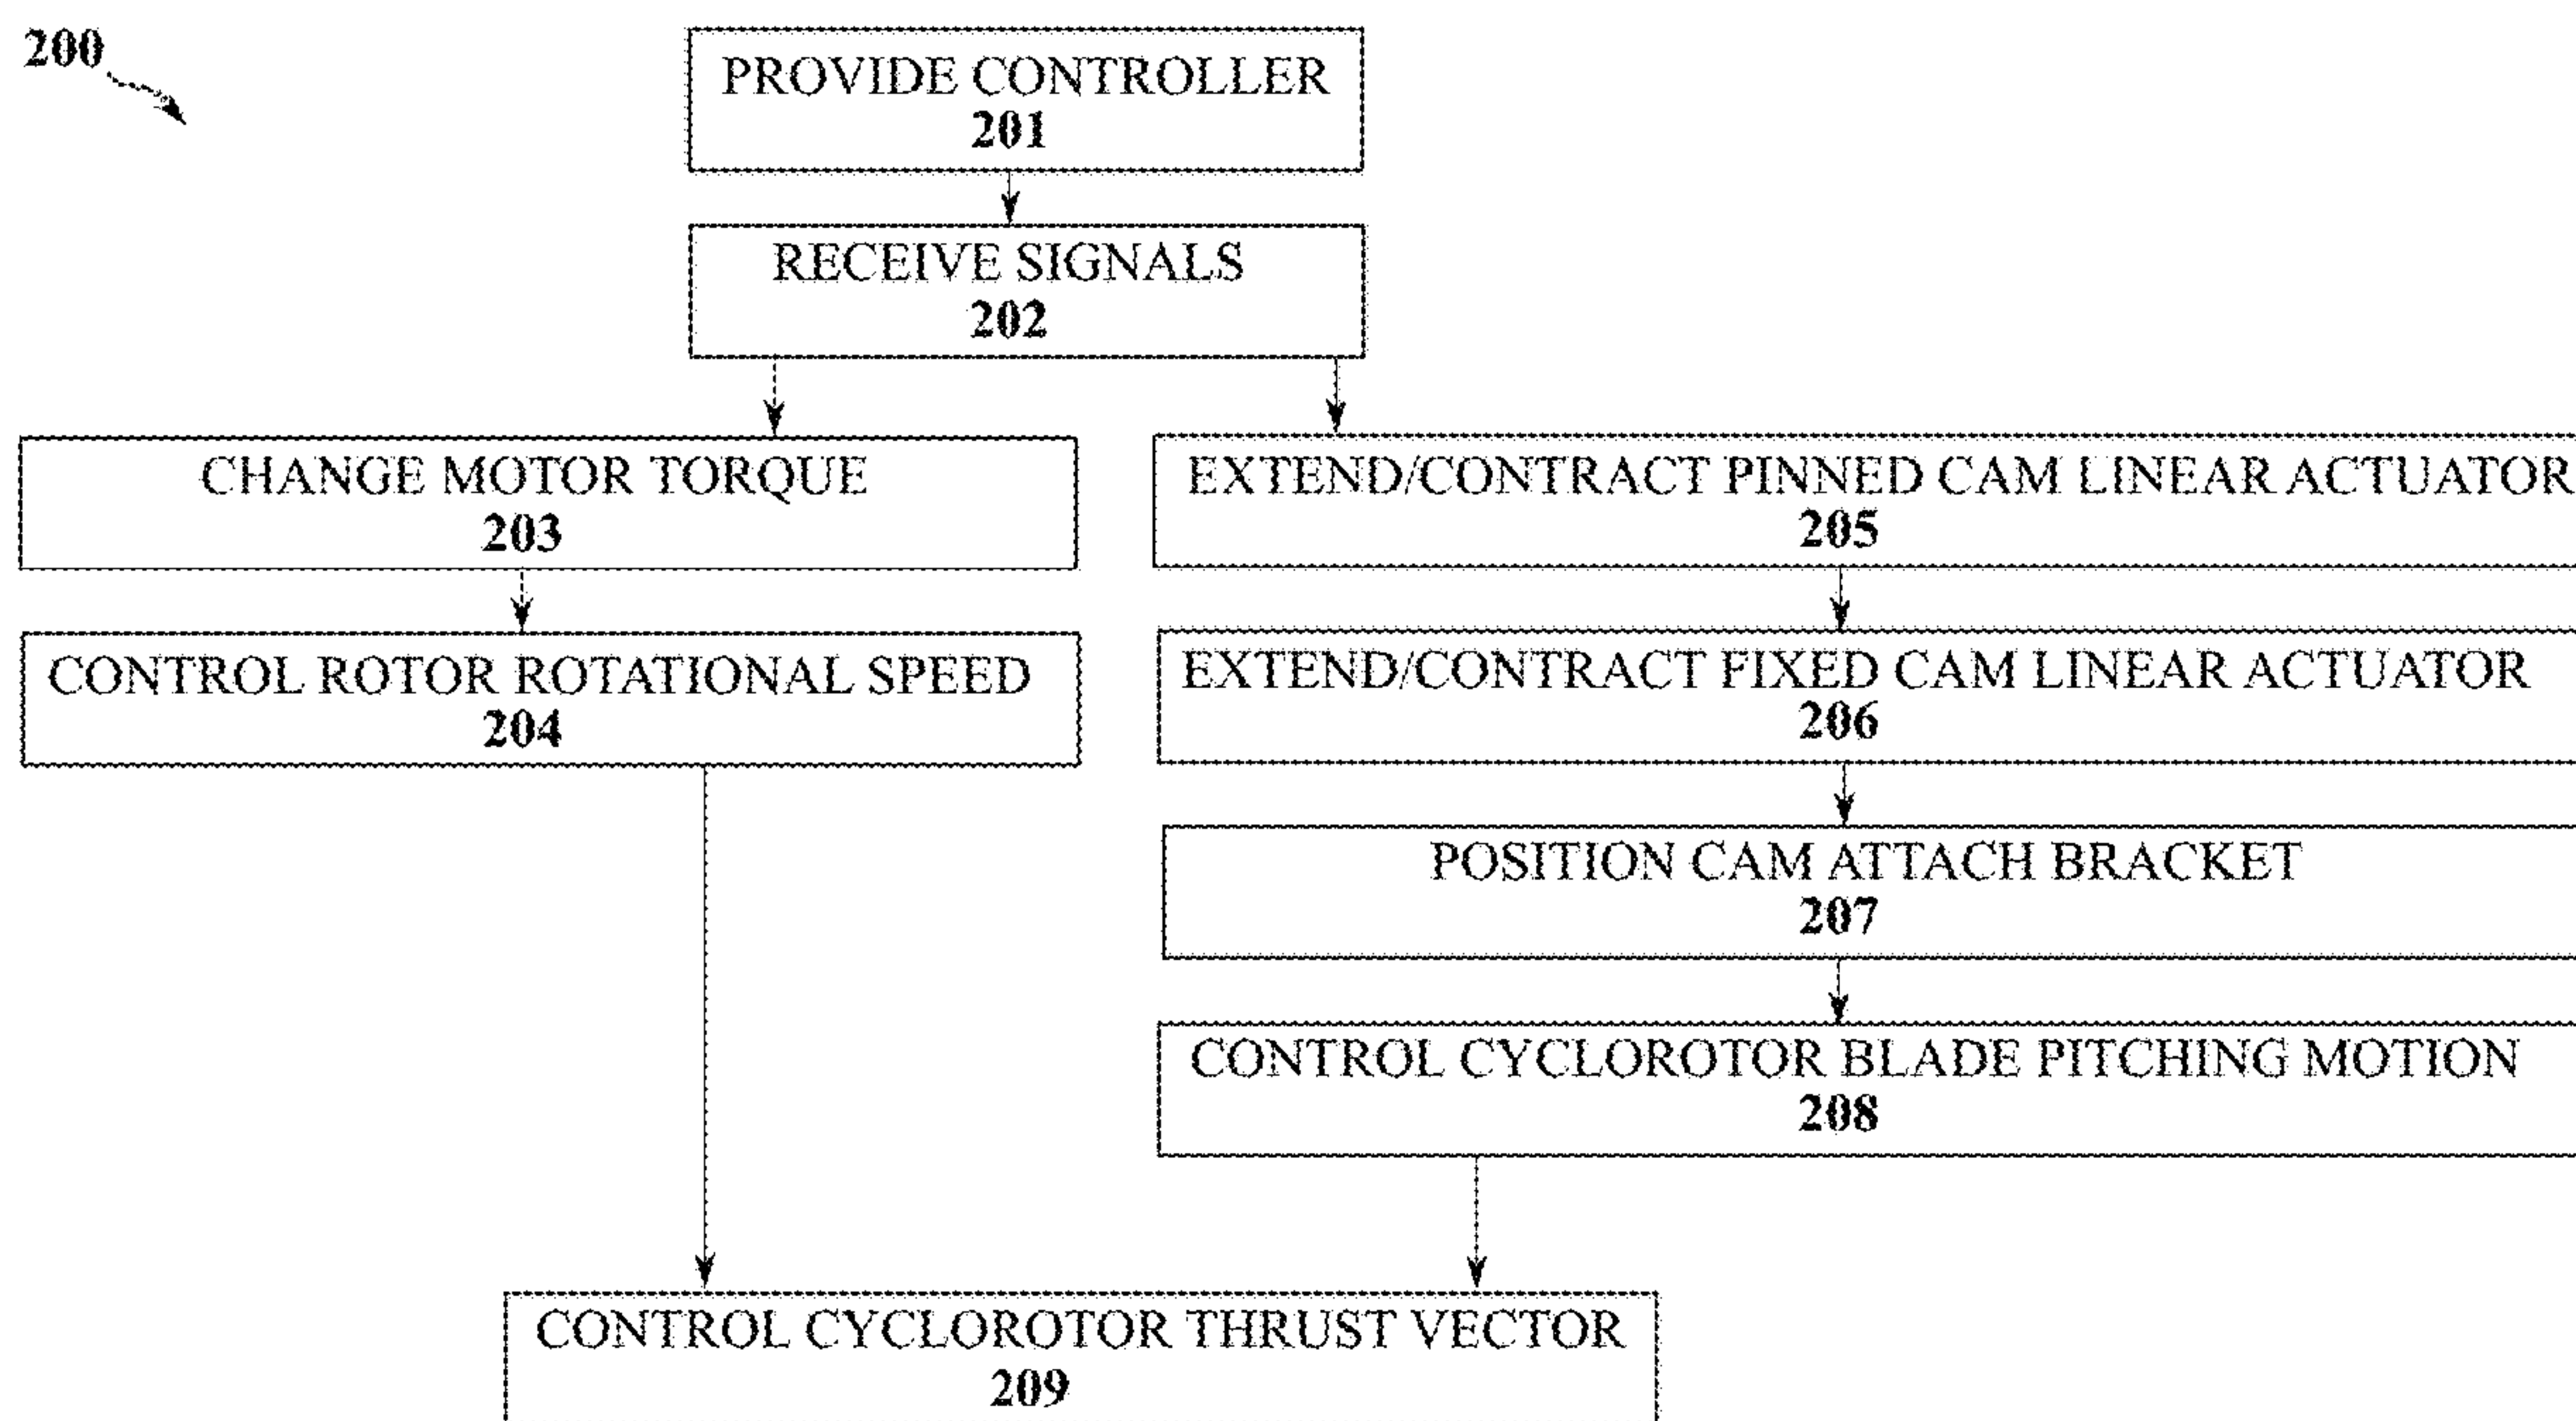 200
PROVIDE CONTROLLER
201
RECEIVE SIGNALS
202
CHANGE MOTOR TORQUE
203
EXTEND/CONTRACT PINNED CAM LINEAR ACTUATOR
205
CONTROL ROTOR ROTATIONAL SPEED
204
EXTEND/CONTRACT FIXED CAM LINEAR ACTUATOR
206
POSITION CAM ATTACH BRACKET
207
CONTROL CYCLOROTOR BLADE PITCHING MOTION
208
CONTROL CYCLOROTOR THRUST VECTOR
209